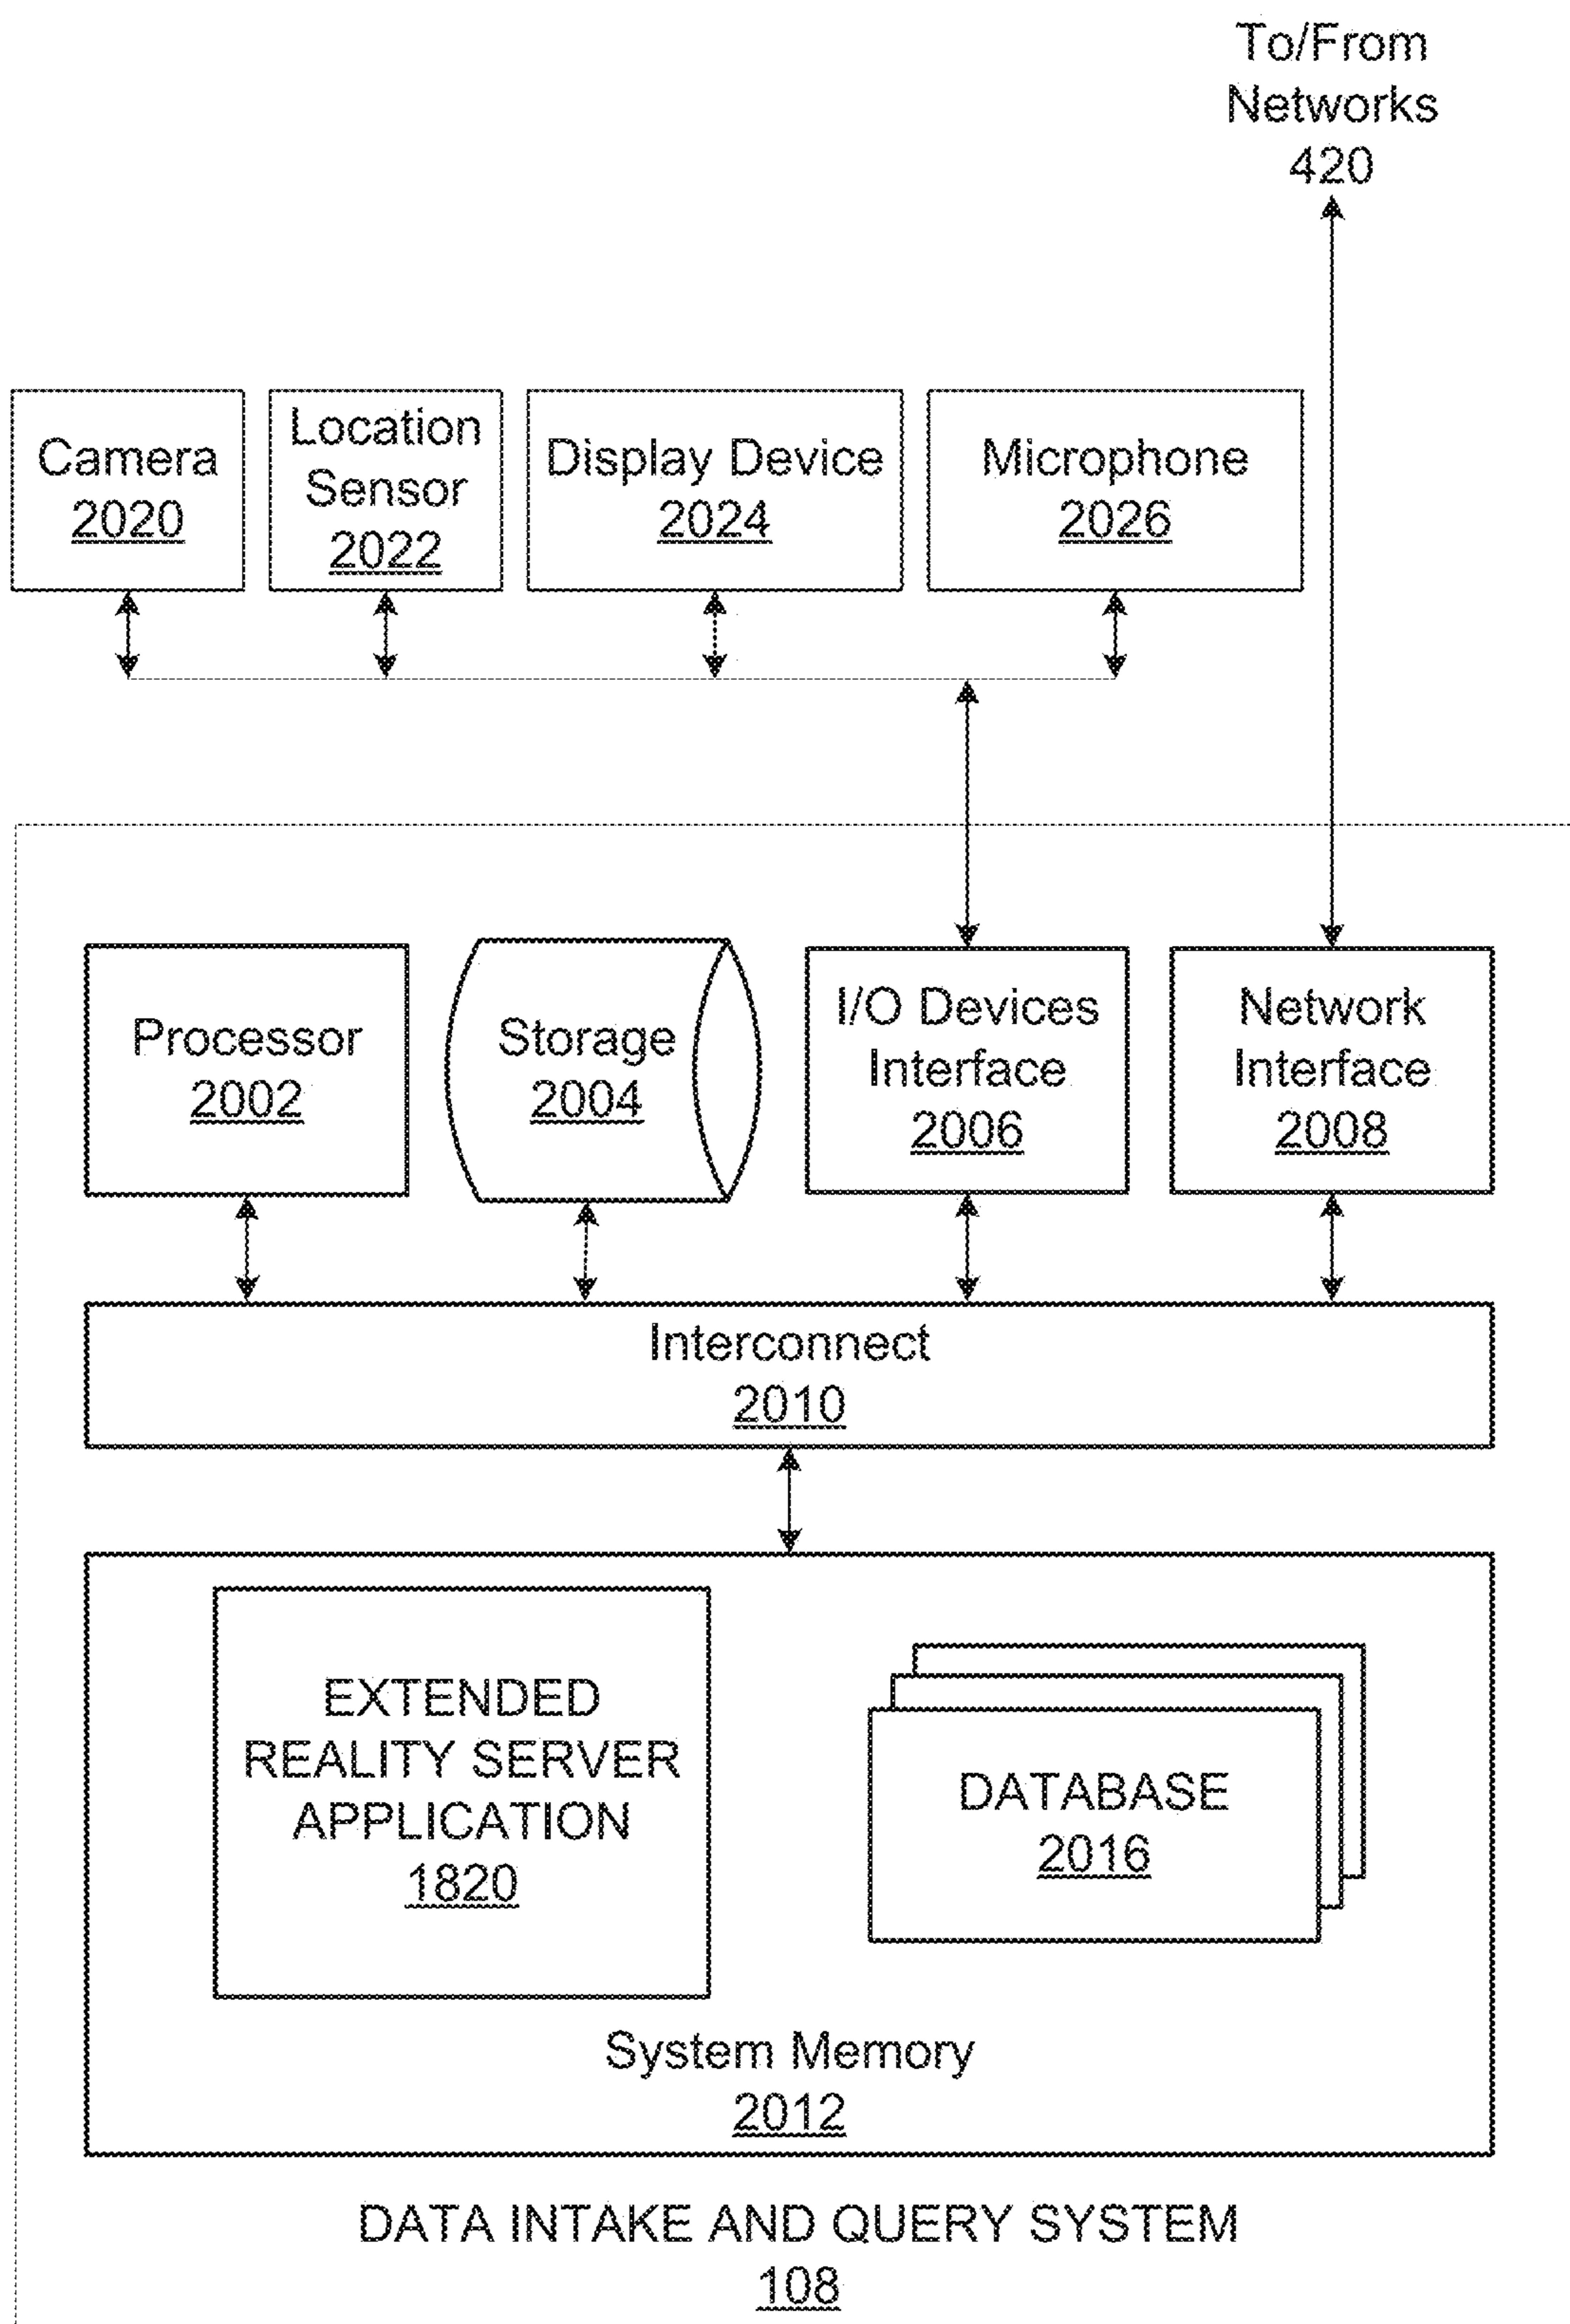 To/From
Networks
420
Camera
2020
Location
Sensor
2022
Display Device
2024
Microphone
2026
Processor
2002
Storage
2004
I/O Devices
Interface
2006
Network
Interface
2008
Interconnect
2010
EXTENDED
REALITY SERVER
APPLICATION
1820
DATABASE
2016
System Memory
2012
DATA INTAKE AND QUERY SYSTEM
108